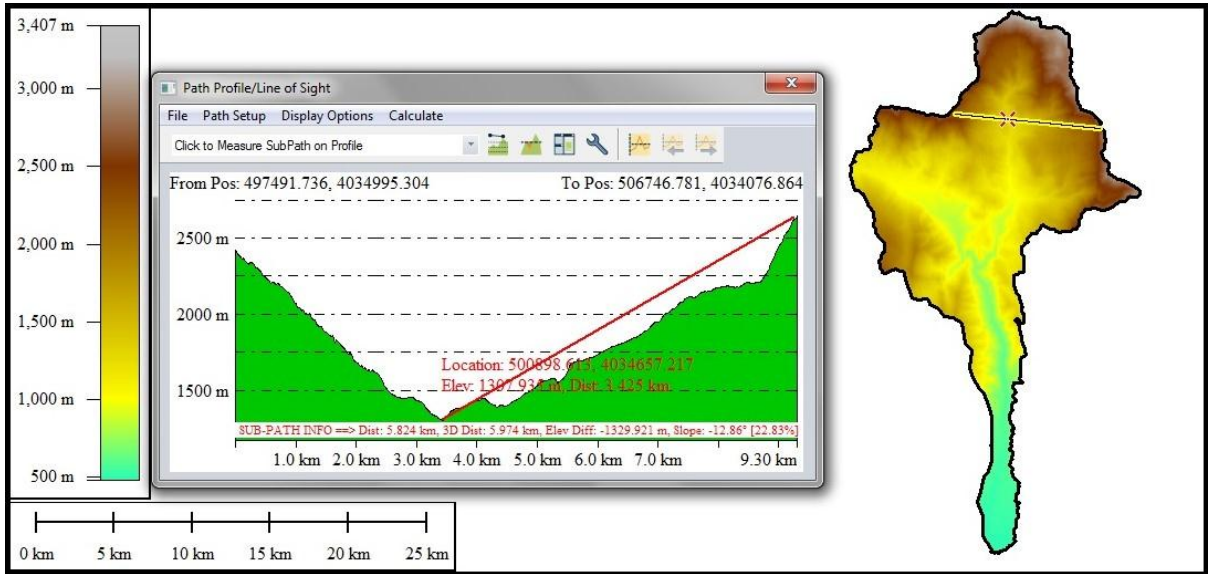 3,407 m
3,000 m
2,500 m
2,000 m
1,500 m
1,000 m
500 m
Path Profile/Line of Sight
File Path Setup Display Options Calculate
Click to Measure SubPath on Profile
From Pos: 497491.736, 4034995.304 To Pos: 506746.781, 4034076.864
2500 m
2000 m
1500 m
Location: 500898.615, 4034657.217
Elev: 1307.931 m, Dist: 3.425 km.
SUB-PATH INFO ==> Dist: 5.824 km, 3D Dist: 5.974 km, Elev Diff: -1329.921 m, Slope: -12.86° [22.83%]
1.0 km 2.0 km 3.0 km 4.0 km 5.0 km 6.0 km 7.0 km 9.30 km
0 km 5 km 10 km 15 km 20 km 25 km